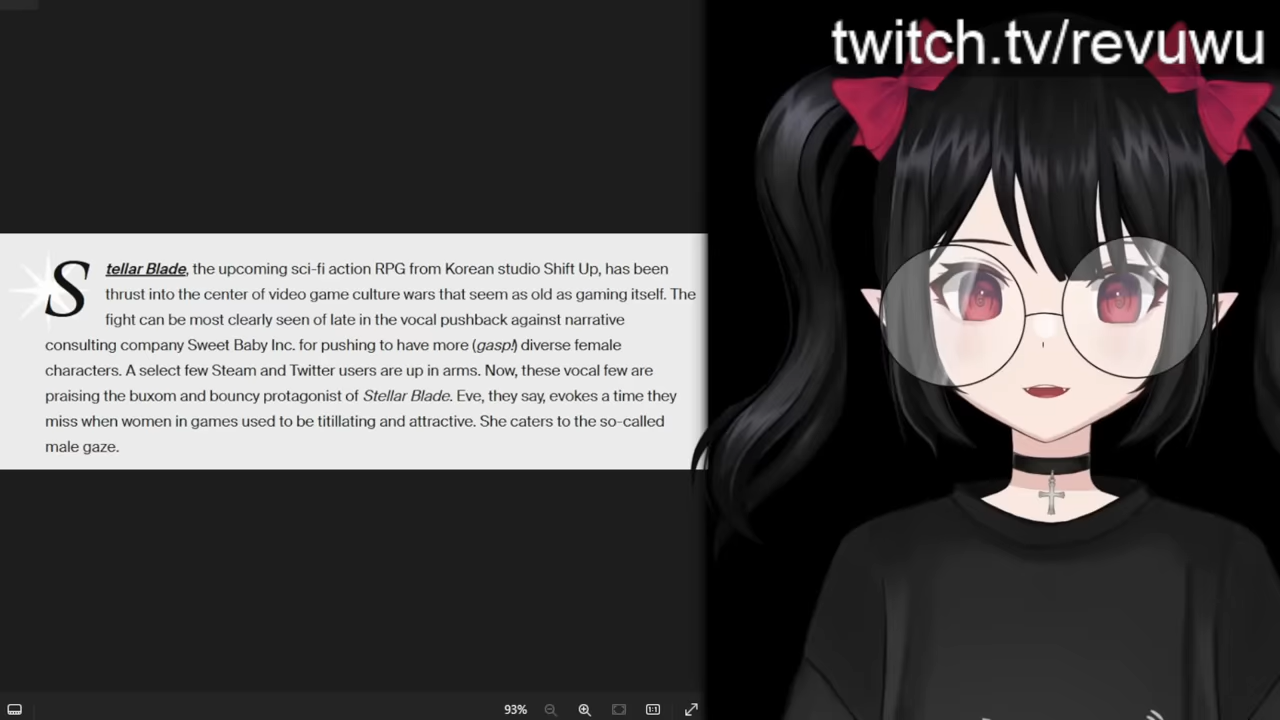 twitch.tv/revuwu
Stellar Blade, the upcoming sci-fi action RPG from Korean studio Shift Up, has been
thrust into the center of video game culture wars that seem as old as gaming itself. The
fight can be most clearly seen of late in the vocal pushback against narrative
consulting company Sweet Baby Inc. for pushing to have more (gasp!) diverse female
characters. A select few Steam and Twitter users are up in arms. Now, these vocal few are
praising the buxom and bouncy protagonist of Stellar Blade. Eve, they say, evokes a time they
miss when women in games used to be titillating and attractive. She caters to the so-called
male gaze.
93%
1:1